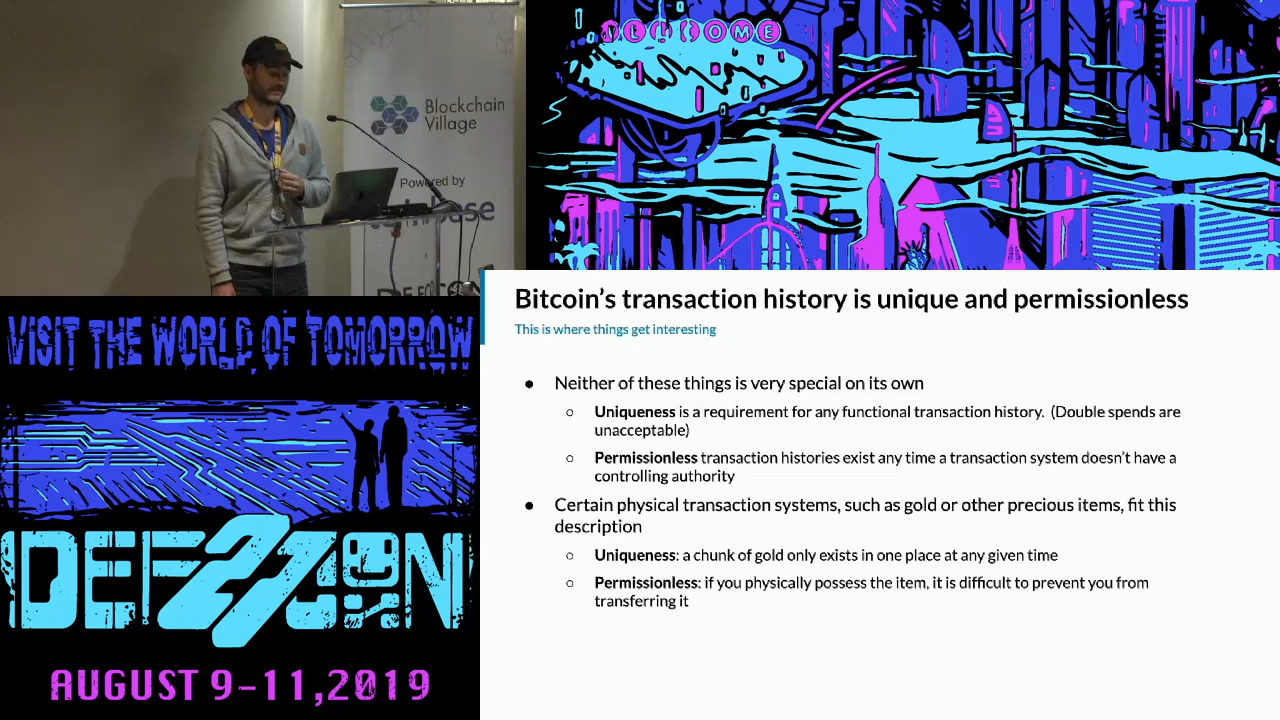 WELCOME
Blockchain
Village
Powered by
Bitcoin’s transaction history is unique and permissionless
This is where things get interesting
● Neither of these things is very special on its own
○ Uniqueness is a requirement for any functional transaction history. (Double spends are
unacceptable)
○ Permissionless transaction histories exist any time a transaction system doesn’t have a
controlling authority
● Certain physical transaction systems, such as gold or other precious items, fit this
description
○ Uniqueness: a chunk of gold only exists in one place at any given time
○ Permissionless: if you physically possess the item, it is difficult to prevent you from
transferring it
VISIT THE WORLD OF TOMORROW
DEF27CON
AUGUST 9-11,2019